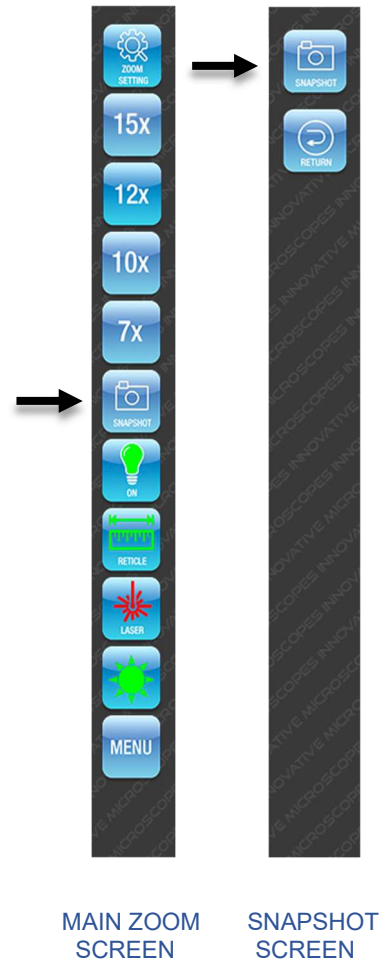 ZOOM
SETTING
15x
12x
10x
7x
SNAPSHOT
ON
RETICLE
LASER
MENU
MAIN ZOOM
SCREEN
SNAPSHOT
RETURN
SNAPSHOT
SCREEN